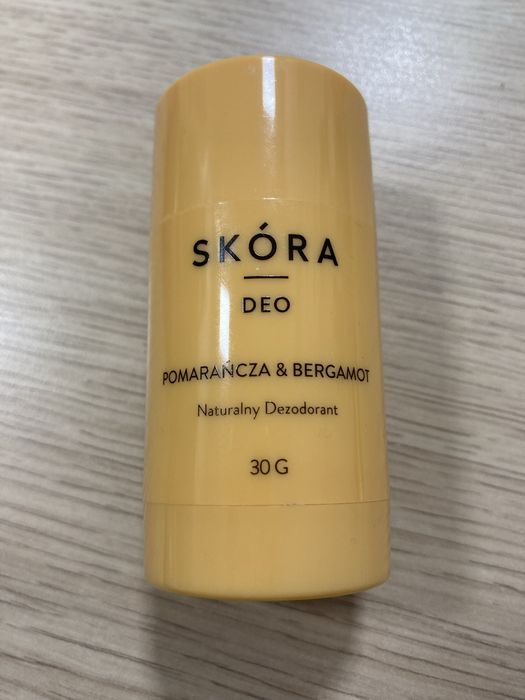 SKÓRA
DEO
POMARAŃCZA & BERGAMOT
Naturalny Dezodorant
30 G